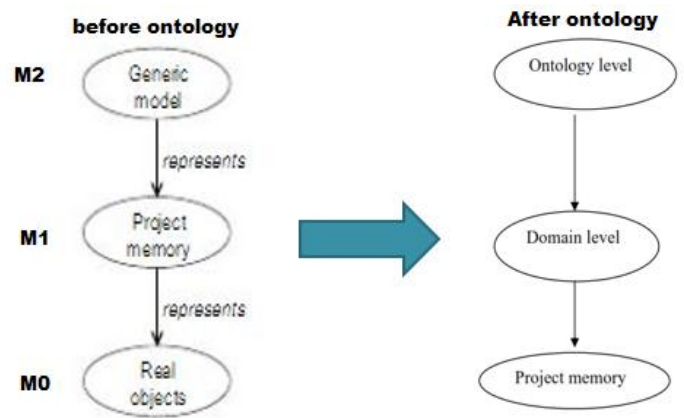 before ontology
After ontology
M2
Generic
model
Ontology level
represents
M1
Project
memory
Domain level
represents
M0
Real
objects
Project memory